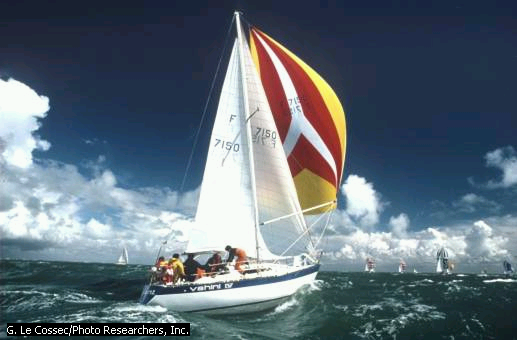 F
7150
7150
7150
VAHINI IV
G. Le Cossec/Photo Researchers, Inc.